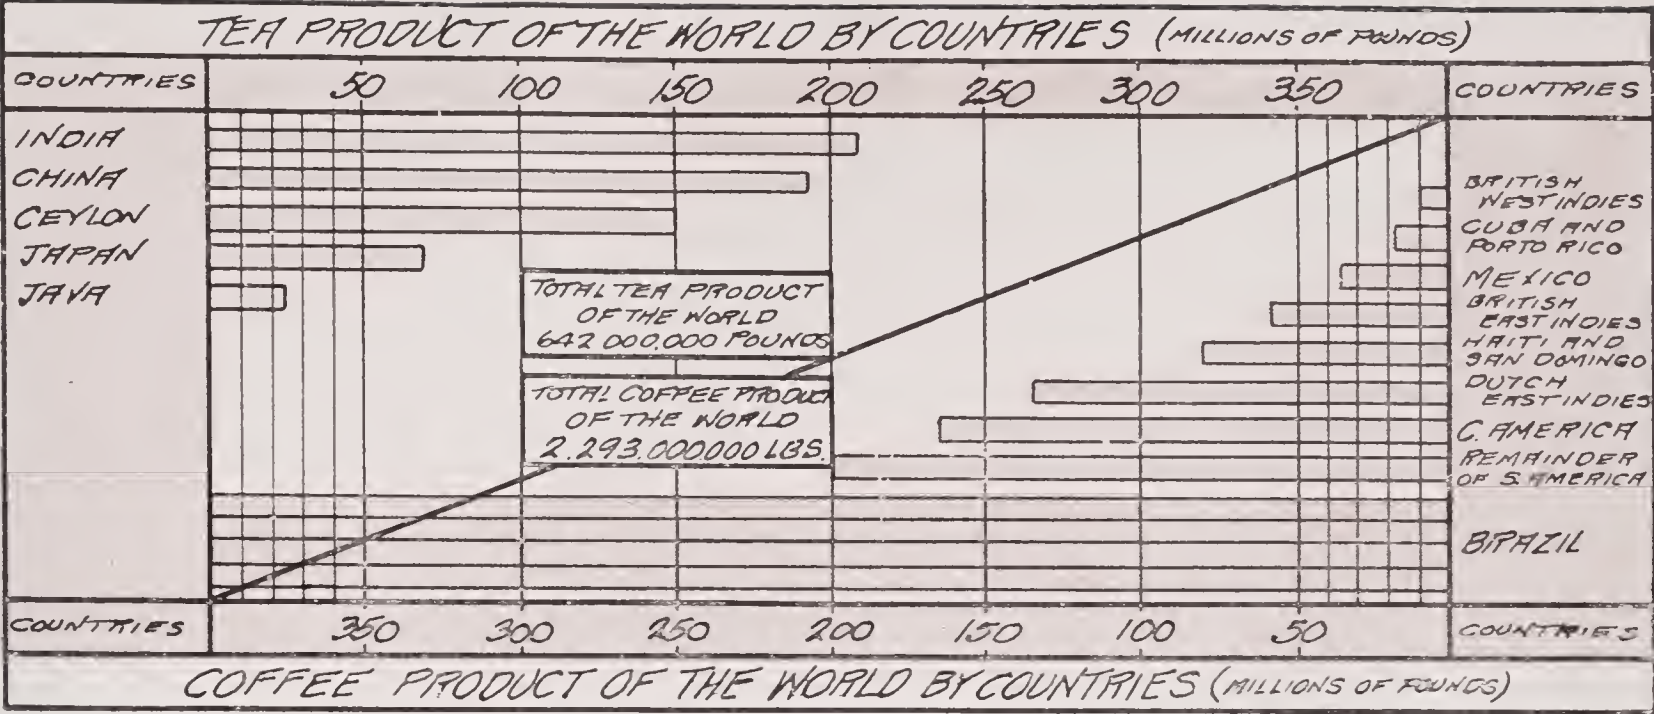 TEA PRODUCT OF THE WORLD BY COUNTRIES (MILLIONS OF POUNDS)
COUNTRIES 50 100 150 200 250 300 350 COUNTRIES
INDIA
CHINA
CEYLON
JAPAN
JAVA
TOTAL TEA PRODUCT
OF THE WORLD
642 000.000 POUNDS
TOTAL COFFEE PRODUCT
OF THE WORLD
2.293.000000 LBS.
BRITISH
WEST INDIES
CUBA AND
PORTO RICO
MEXICO
BRITISH
EAST INDIES
HAITI AND
SAN DOMINGO
DUTCH
EAST INDIES
C. AMERICA
REMAINDER
OF S. AMERICA
BRAZIL
COUNTRIES 350 300 250 200 150 100 50 COUNTRIES
COFFEE PRODUCT OF THE WORLD BY COUNTRIES (MILLIONS OF POUNDS)